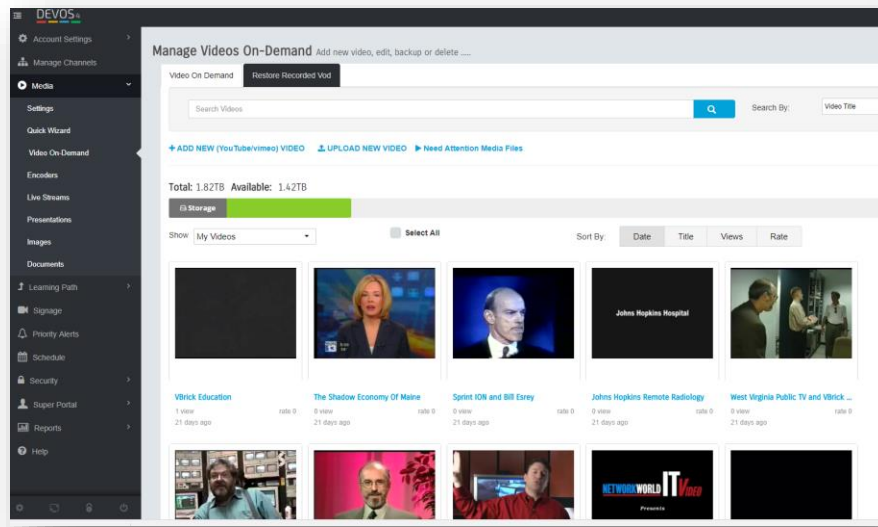 DEVOS
Account Settings
Manage Channels
Media
Settings
Quick Wizard
Video On-Demand
Encoders
Live Streams
Presentations
Images
Documents
Learning Path
Signage
Priority Alerts
Schedule
Security
Super Portal
Reports
Help
Manage Videos On-Demand Add new video, edit, backup or delete .....
Video On Demand Restore Recorded Vod
Search Videos Search By: Video Title
+ ADD NEW (YouTube/vimeo) VIDEO UPLOAD NEW VIDEO Need Attention Media Files
Total: 1.82TB Available: 1.42TB
Storage
Show My Videos Select All Sort By: Date Title Views Rate
Johns Hopkins Hospital
VBrick Education The Shadow Economy Of Maine Sprint ION and Bill Esrey Johns Hopkins Remote Radiology West Virginia Public TV and VBrick ...
1 view rate 0 0 view rate 0 0 view rate 0 0 view rate 0 0 view rate 0
21 days ago 21 days ago 21 days ago 21 days ago 21 days ago
NETWORKWORLD IT VIDEO
Presents